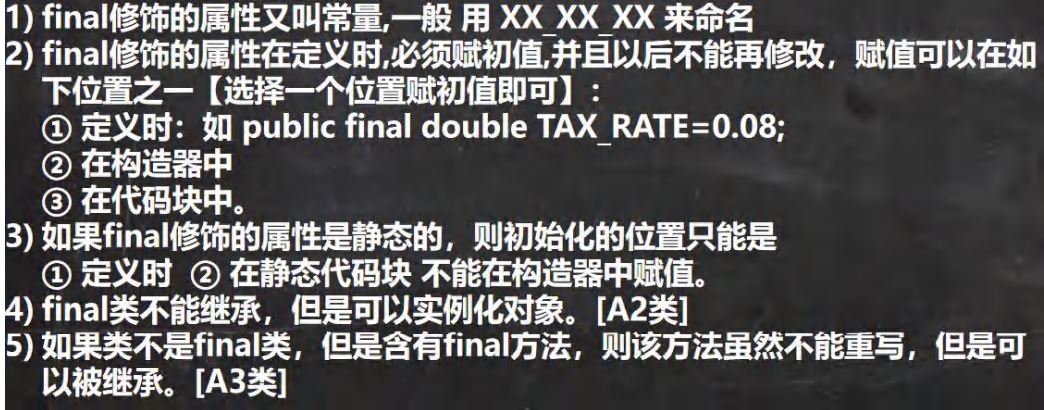 1) final修饰的属性又叫常量,一般 用 XX_XX_XX 来命名
2) final修饰的属性在定义时,必须赋初值,并且以后不能再修改，赋值可以在如
下位置之一【选择一个位置赋初值即可】：
① 定义时：如 public final double TAX_RATE=0.08;
② 在构造器中
③ 在代码块中。
3) 如果final修饰的属性是静态的，则初始化的位置只能是
① 定义时 ② 在静态代码块 不能在构造器中赋值。
4) final类不能继承，但是可以实例化对象。[A2类]
5) 如果类不是final类，但是含有final方法，则该方法虽然不能重写，但是可
以被继承。[A3类]